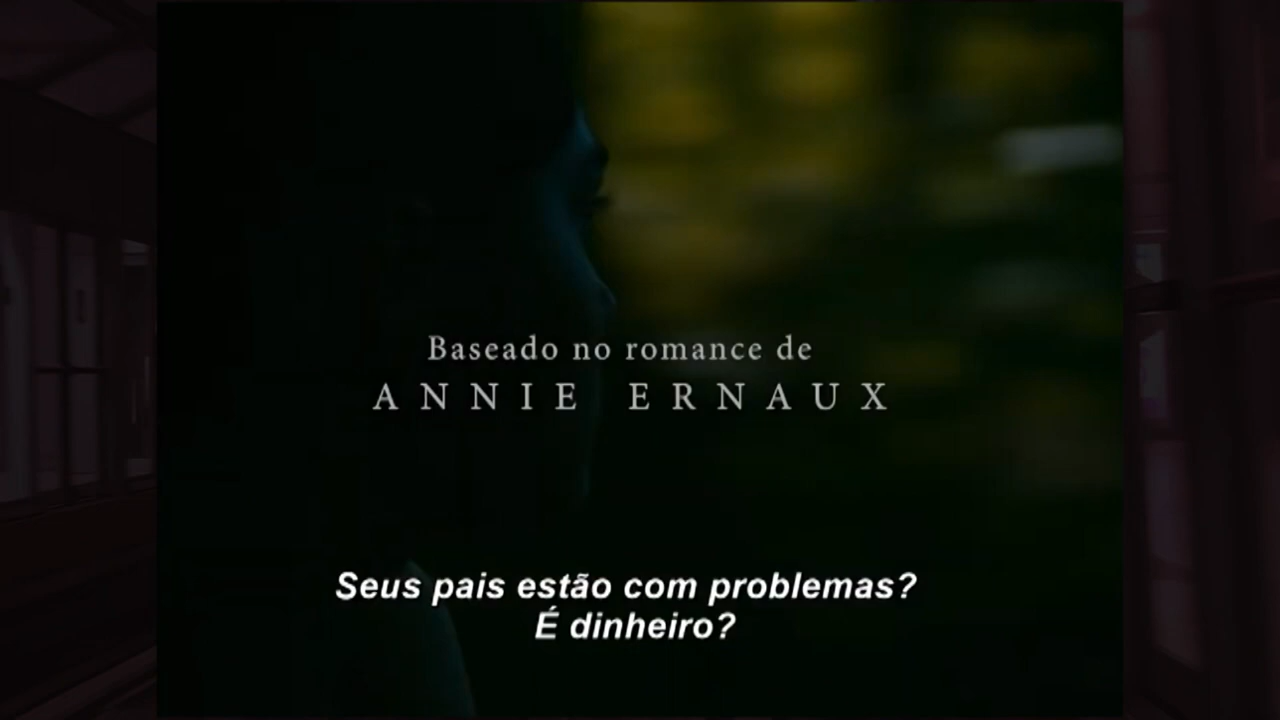 Baseado no romance de
ANNIE ERNAUX
Seus pais estão com problemas?
É dinheiro?